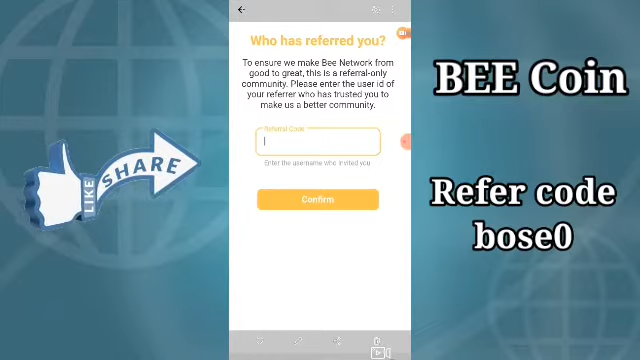 Who has referred you?
To ensure we make Bee Network from
good to great, this is a referral-only
community. Please enter the user id of
your referrer who has trusted you to
make us a better community.
Referral Code
Enter the username who invited you
Confirm
LIKE
SHARE
BEE Coin
Refer code
bose0